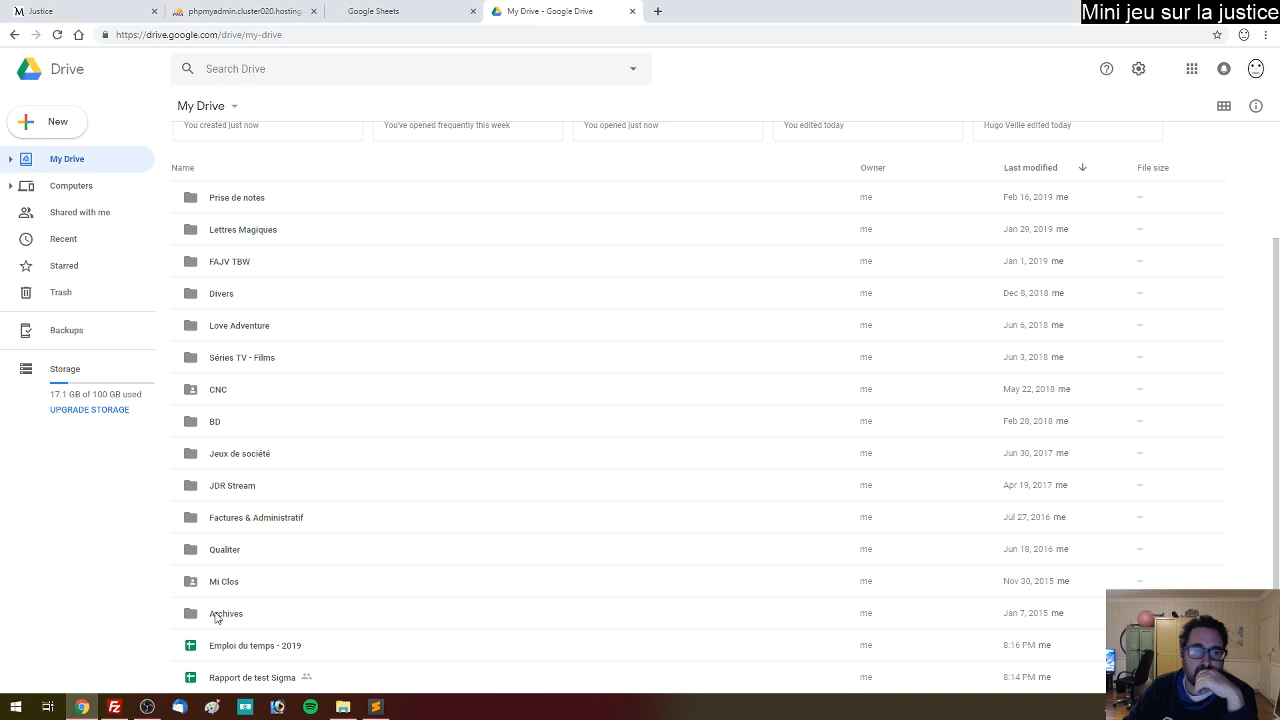 Justice
phpmyadmin.cluster020.hosting.
Google Sheets
My Drive - Google Drive
Mini jeu sur la justice
https://drive.google.com/drive/my-drive
Drive
Search Drive
New
My Drive
You created just now
You've opened frequently this week
You opened just now
You edited today
Hugo Veillé edited today
Name
Owner
Last modified
File size
My Drive
Computers
Shared with me
Recent
Starred
Trash
Backups
Storage
17.1 GB of 100 GB used
UPGRADE STORAGE
Prise de notes me Feb 16, 2019 me –
Lettres Magiques me Jan 29, 2019 me –
FAJV TBW me Jan 1, 2019 me –
Divers me Dec 8, 2018 me –
Love Adventure me Jun 6, 2018 me –
Séries TV - Films me Jun 3, 2018 me –
CNC me May 22, 2018 me –
BD me Feb 28, 2018 me –
Jeux de société me Jun 30, 2017 me –
JDR Stream me Apr 19, 2017 me –
Factures & Administratif me Jul 27, 2016 me –
Qualiter me Jun 18, 2016 me –
Mi Clos me Nov 30, 2015 me –
Archives me Jan 7, 2015 me
Emploi du temps - 2019 me 8:16 PM me
Rapport de test Sigma me 8:14 PM me